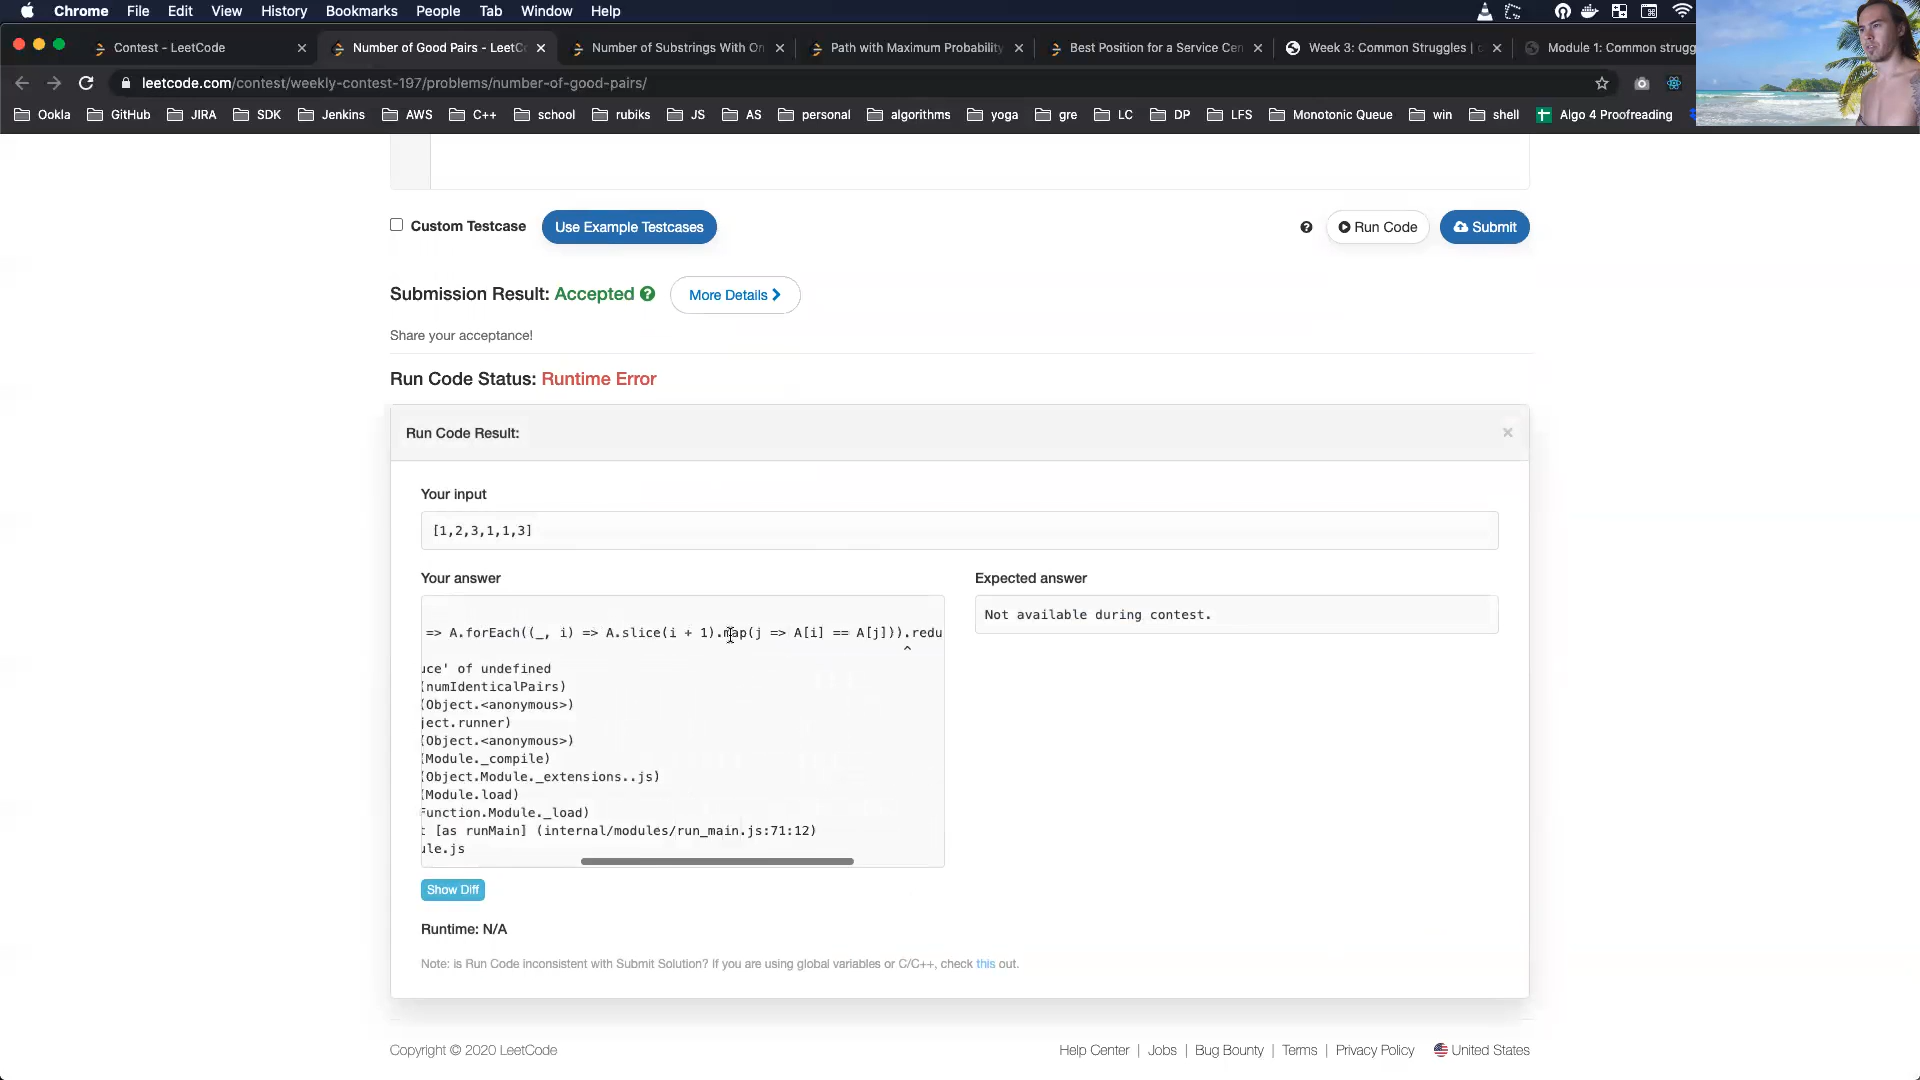 Chrome File Edit View History Bookmarks People Tab Window Help
Contest - LeetCode
Number of Good Pairs - LeetC
Number of Substrings With On
Path with Maximum Probability
Best Position for a Service Cen
Week 3: Common Struggles | c
Module 1: Common strugg
leetcode.com/contest/weekly-contest-197/problems/number-of-good-pairs/
Ookla GitHub JIRA SDK Jenkins AWS C++ school rubiks JS AS personal algorithms yoga gre LC DP LFS Monotonic Queue win shell Algo 4 Proofreading
Custom Testcase Use Example Testcases ? Run Code Submit
Submission Result: Accepted ? More Details
Share your acceptance!
Run Code Status: Runtime Error
Run Code Result: ×
Your input
[1,2,3,1,1,3]
Your answer Expected answer
Not available during contest.
=> A.forEach((_, i) => A.slice(i + 1).map(j => A[i] == A[j])).redu
^
uce' of undefined
(numIdenticalPairs)
(Object.<anonymous>)
ject.runner)
(Object.<anonymous>)
(Module._compile)
(Object.Module._extensions..js)
(Module.load)
Function.Module._load)
t [as runMain] (internal/modules/run_main.js:71:12)
ule.js
Show Diff
Runtime: N/A
Note: is Run Code inconsistent with Submit Solution? If you are using global variables or C/C++, check this out.
Copyright © 2020 LeetCode Help Center | Jobs | Bug Bounty | Terms | Privacy Policy United States